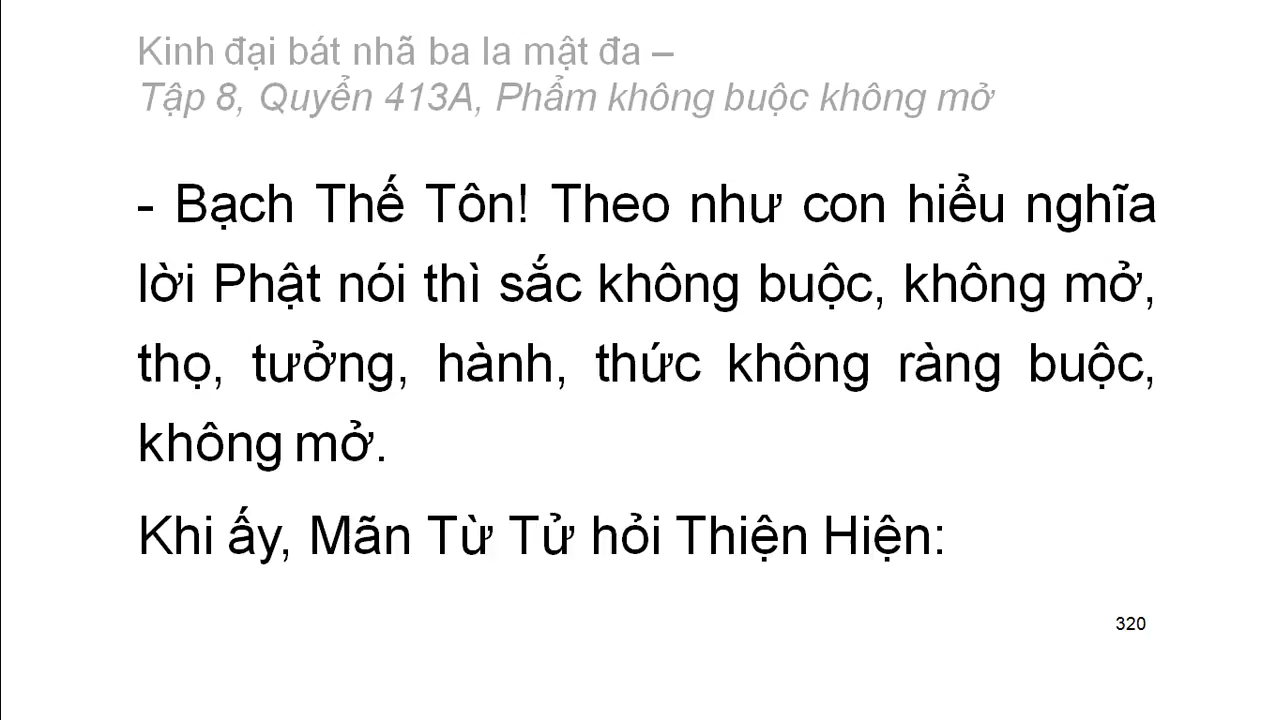 Kinh đại bát nhã ba la mật đa –
Tập 8, Quyển 413A, Phẩm không buộc không mở
- Bạch Thế Tôn! Theo như con hiểu nghĩa
lời Phật nói thì sắc không buộc, không mở,
thọ, tưởng, hành, thức không ràng buộc,
không mở.
Khi ấy, Mãn Từ Tử hỏi Thiện Hiện:
320